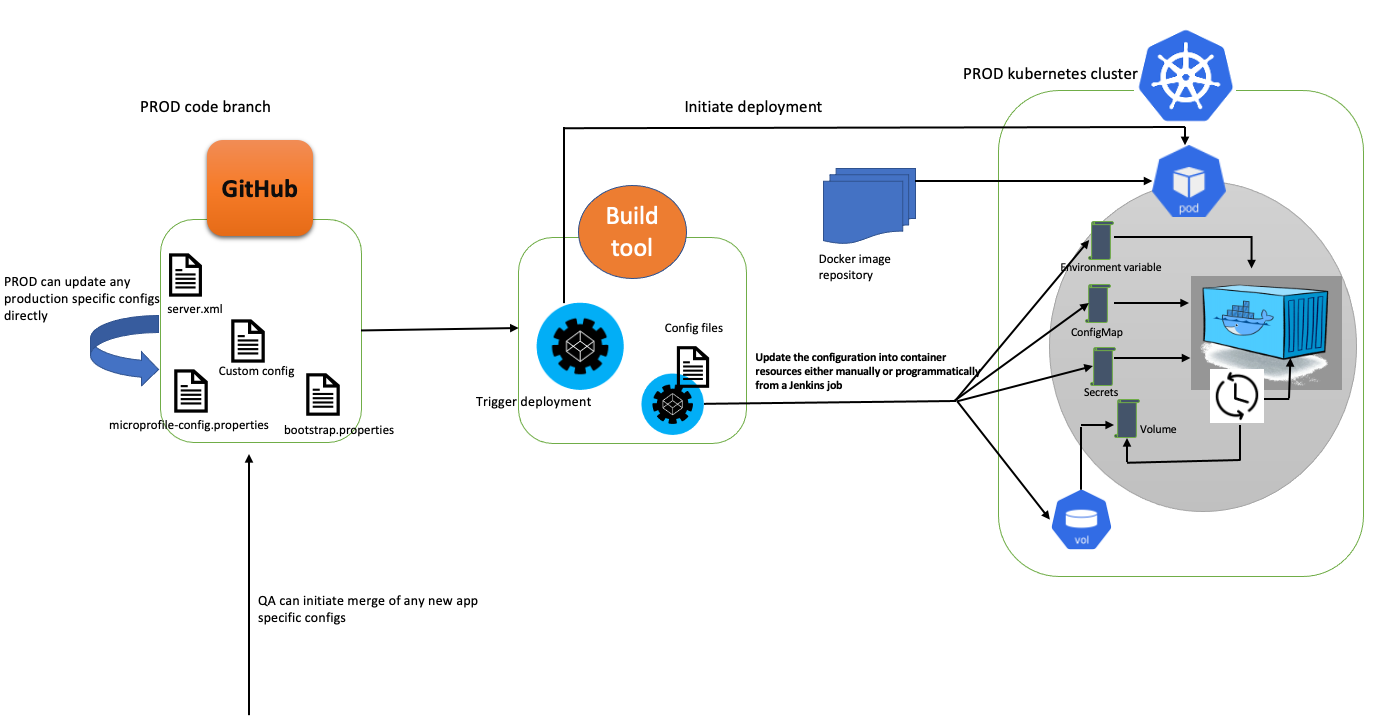 PROD kubernetes cluster
PROD code branch
Initiate deployment
GitHub
Build
tool
pod
Docker image
repository
Environment variable
PROD can update any
production specific configs
directly
server.xml
Custom config
microprofile-config.properties
bootstrap.properties
Config files
Trigger deployment
Update the configuration into container
resources either manually or programmatically
from a Jenkins job
ConfigMap
Secrets
Volume
vol
QA can initiate merge of any new app
specific configs